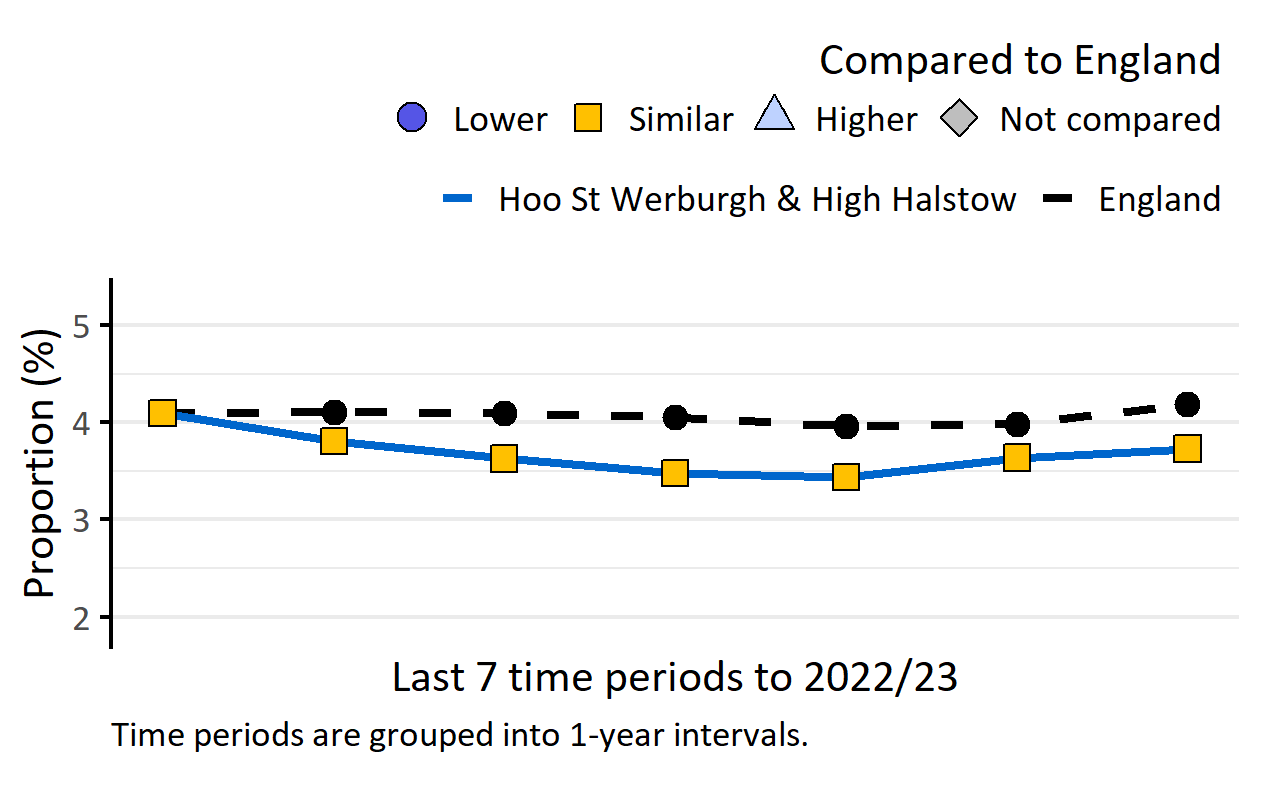 Compared to England
Lower Similar Higher Not compared
Hoo St Werburgh & High Halstow England
Proportion (%)
5
4
3
2
Last 7 time periods to 2022/23
Time periods are grouped into 1-year intervals.